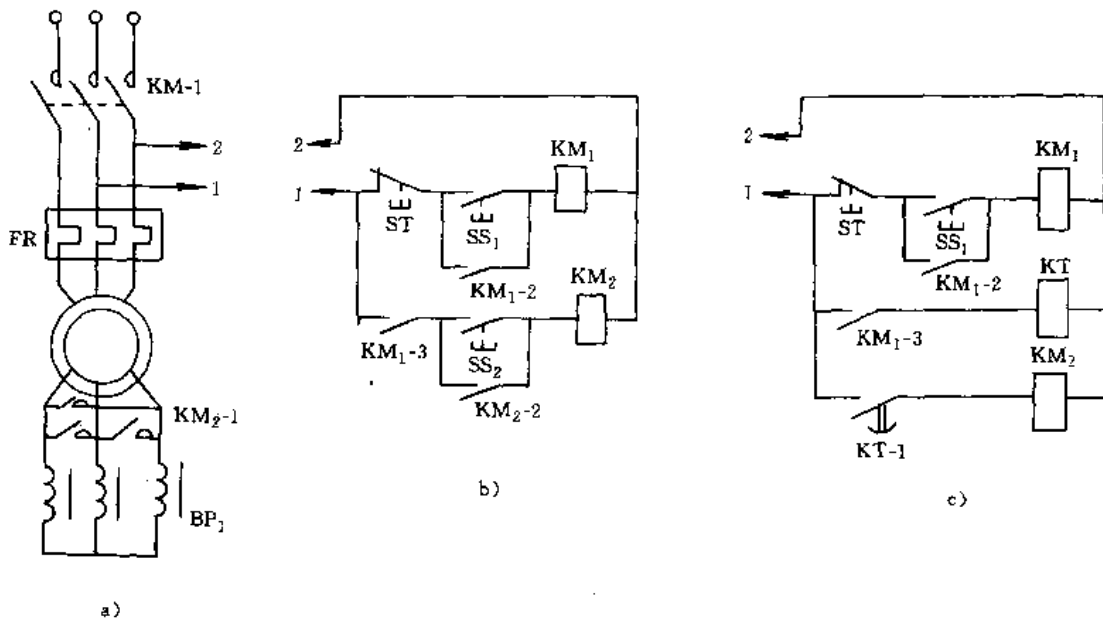 KM-1
2
1
FR
KM₂-1
BP₁
a)
2
1
KM₁
ST
SS₁
KM₁-2
KM₂
KM₁-3
SS₂
KM₂-2
b)
2
1
KM₁
ST
SS₁
KM₁-2
KT
KM₁-3
KM₂
KT-1
c)